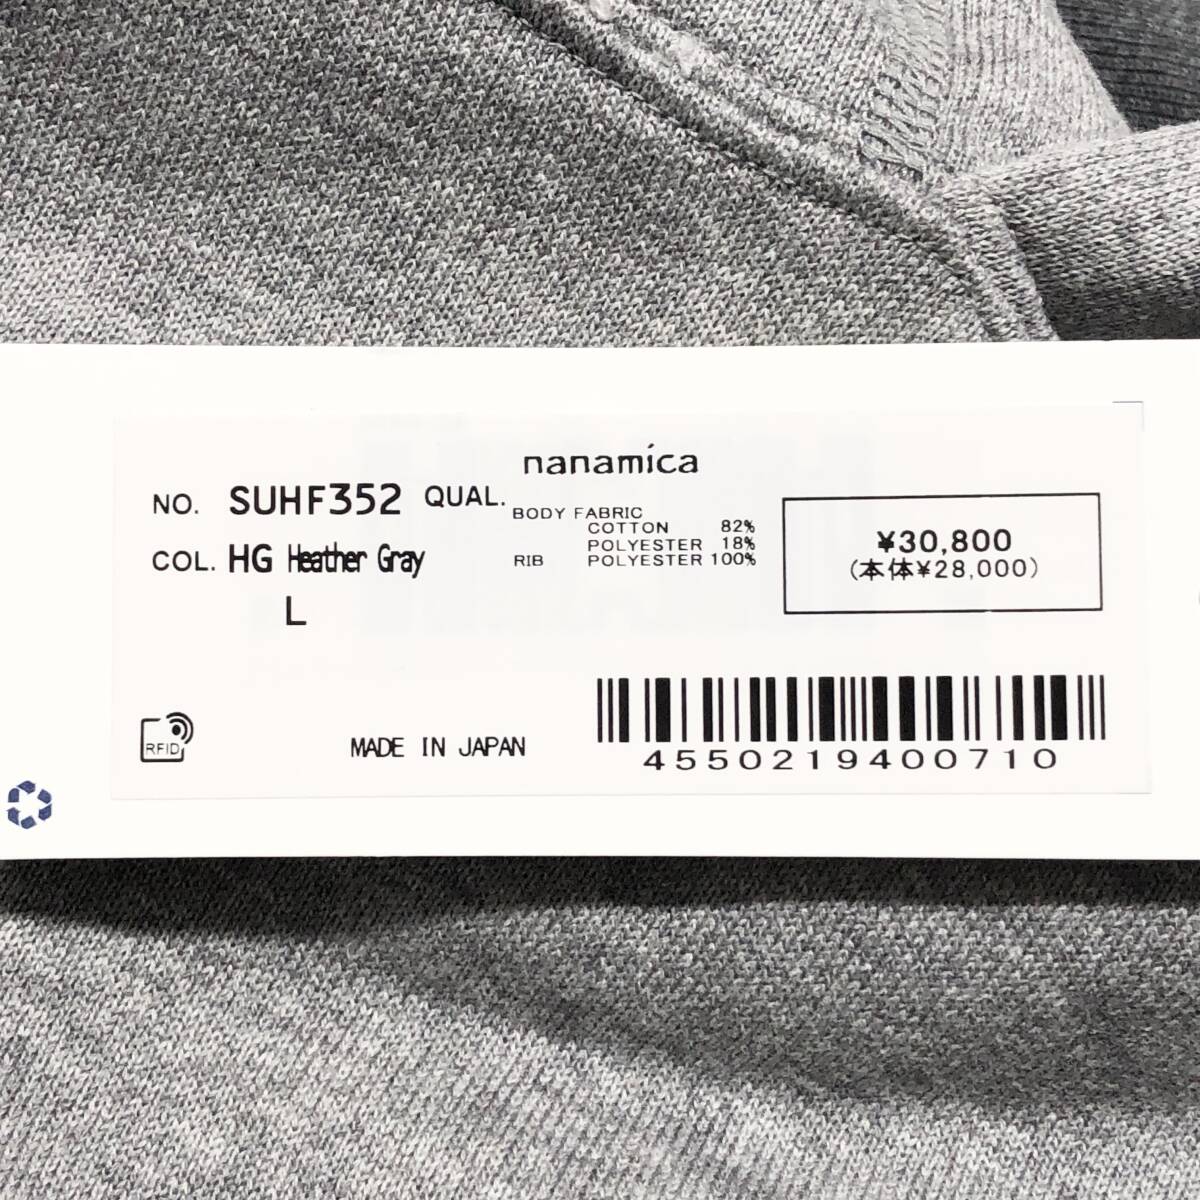 nanamica
NO. SUHF352 QUAL.
BODY FABRIC
COTTON 82%
POLYESTER 18%
RIB POLYESTER 100%
COL. HG Heather Gray
L
¥30,800
(本体¥28,000)
RFID
MADE IN JAPAN
4550219400710